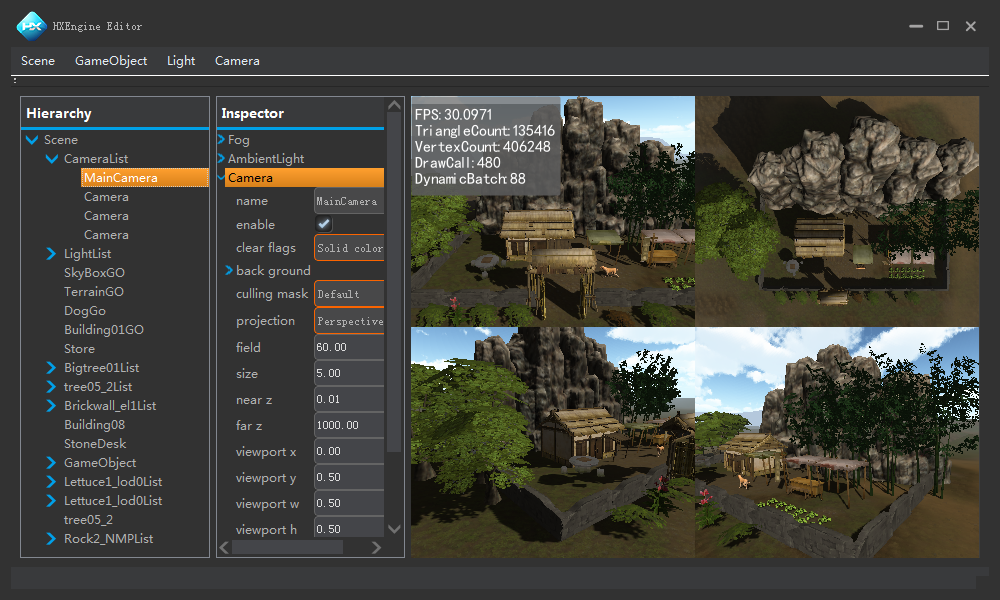 HX HXEngine Editor
Scene GameObject Light Camera
Hierarchy
Scene
CameraList
MainCamera
Camera
Camera
Camera
LightList
SkyBoxGO
TerrainGO
DogGo
Building01GO
Store
Bigtree01List
tree05_2List
Brickwall_el1List
Building08
StoneDesk
GameObject
Lettuce1_lod0List
Lettuce1_lod0List
tree05_2
Rock2_NMPList
Inspector
Fog
AmbientLight
Camera
name MainCamera
enable
clear flags Solid color
back ground
culling mask Default
projection Perspective
field 60.00
size 5.00
near z 0.01
far z 1000.00
viewport x 0.00
viewport y 0.50
viewport w 0.50
viewport h 0.50
FPS: 30.0971
TriangleCount: 135416
VertexCount: 406248
DrawCall: 480
DynamicBatch: 88